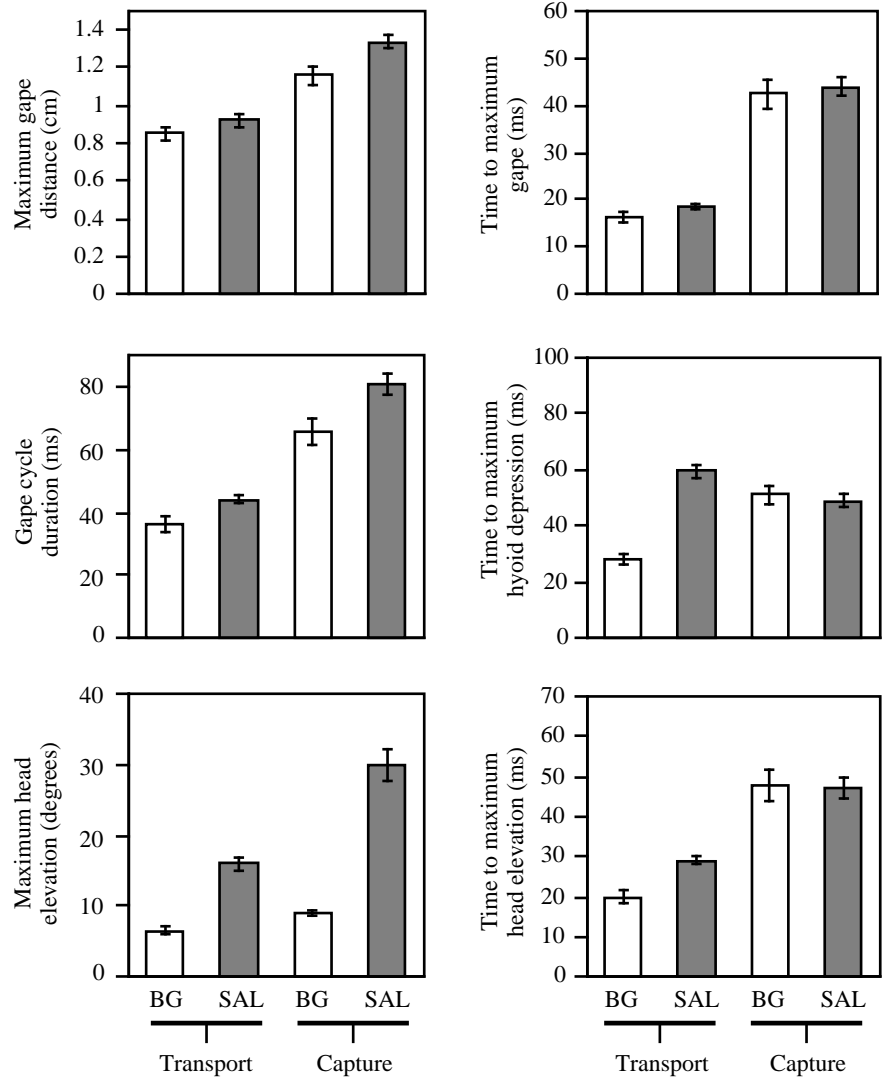 Maximum gape
distance (cm)
1.4
1.2
1
0.8
0.6
0.4
0.2
0
Time to maximum
gape (ms)
60
50
40
30
20
10
0
Gape cycle
duration (ms)
80
60
40
20
0
Time to maximum
hyoid depression (ms)
100
80
60
40
20
0
Maximum head
elevation (degrees)
40
30
20
10
0
Time to maximum
head elevation (ms)
70
60
50
40
30
20
10
0
BG SAL BG SAL
Transport Capture
BG SAL BG SAL
Transport Capture